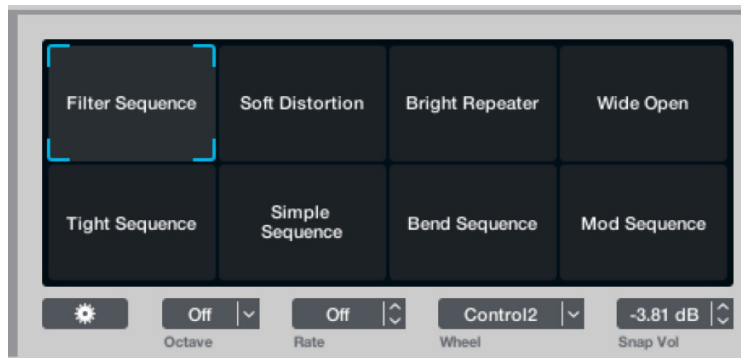 Filter Sequence
Soft Distortion
Bright Repeater
Wide Open
Tight Sequence
Simple
Sequence
Bend Sequence
Mod Sequence
Off
Off
Control2
-3.81 dB
Octave
Rate
Wheel
Snap Vol